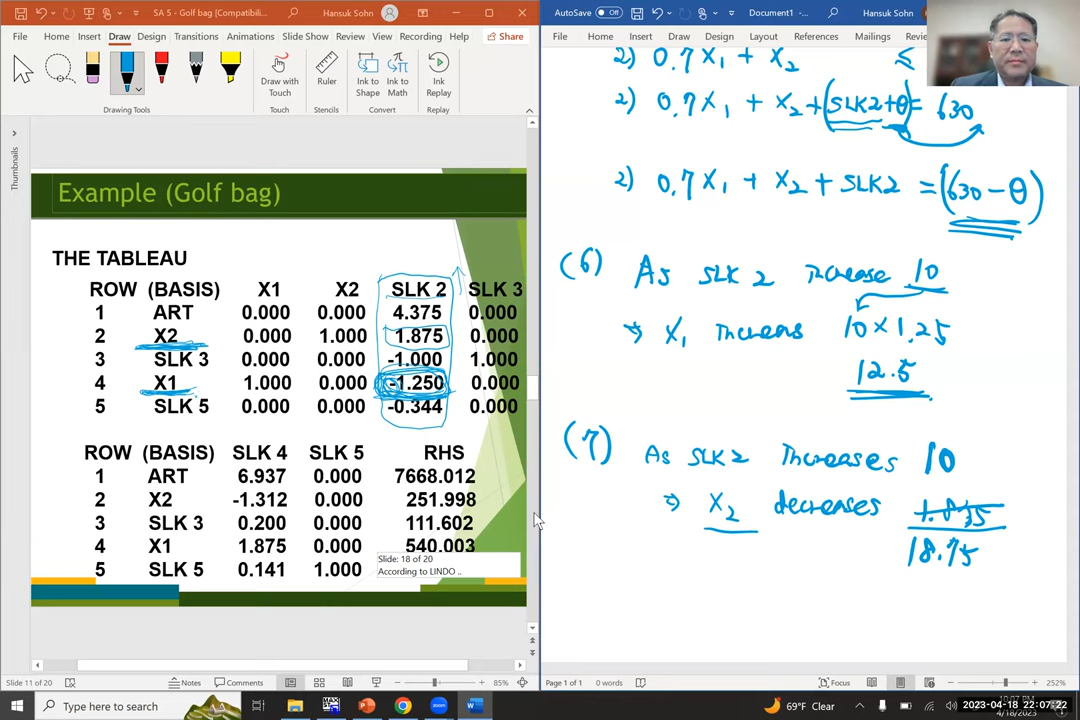 SA 5 - Golf bag [Compatibili...
Hansuk Sohn
File Home Insert Draw Design Transitions Animations Slide Show Review View Recording Help Share
Draw with Touch
Ruler
Ink to Shape
Ink to Math
Ink Replay
Drawing Tools
Touch
Stencils
Convert
Replay
Thumbnails
Example (Golf bag)
THE TABLEAU
ROW (BASIS) X1 X2 SLK 2 SLK 3
1 ART 0.000 0.000 4.375 0.000
2 X2 0.000 1.000 1.875 0.000
3 SLK 3 0.000 0.000 -1.000 1.000
4 X1 1.000 0.000 -1.250 0.000
5 SLK 5 0.000 0.000 -0.344 0.000
ROW (BASIS) SLK 4 SLK 5 RHS
1 ART 6.937 0.000 7668.012
2 X2 -1.312 0.000 251.998
3 SLK 3 0.200 0.000 111.602
4 X1 1.875 0.000 540.003
5 SLK 5 0.141 1.000
Slide: 18 of 20
According to LINDO ..
Slide 11 of 20
Notes
Comments
85%
AutoSave Off
Document1 -...
Hansuk Sohn
File Home Insert Draw Design Layout References Mailings Review
2) 0.7X1 + X2 ≤
2) 0.7X1 + X2 + (SLK2+θ) = 630
2) 0.7X1 + X2 + SLK2 = (630 - θ)
(6) As SLK 2 Increase 10
⇒ X1 Increas 10 x 1.25
12.5
(7) As SLK2 Increases 10
⇒ X2 decreases 1.875
18.75
Page 1 of 1 0 words
Focus
252%
Type here to search
zoom
69°F Clear
2023-04-18 22:07:22